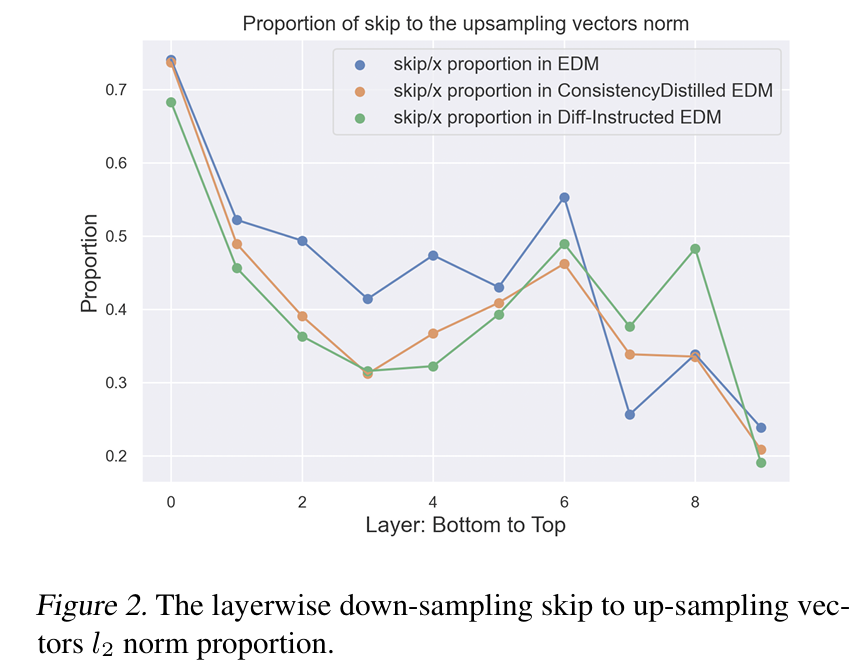 Proportion of skip to the upsampling vectors norm
skip/x proportion in EDM
skip/x proportion in ConsistencyDistilled EDM
skip/x proportion in Diff-Instructed EDM
Proportion
0.7
0.6
0.5
0.4
0.3
0.2
0 2 4 6 8
Layer: Bottom to Top
Figure 2. The layerwise down-sampling skip to up-sampling vec-
tors l₂ norm proportion.